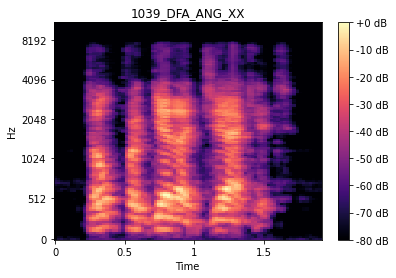 1039_DFA_ANG_XX
+0 dB
8192
-10 dB
4096
-20 dB
-30 dB
2048
Hz
-40 dB
1024
-50 dB
512
-60 dB
-70 dB
0
-80 dB
0
0.5
1
1.5
Time